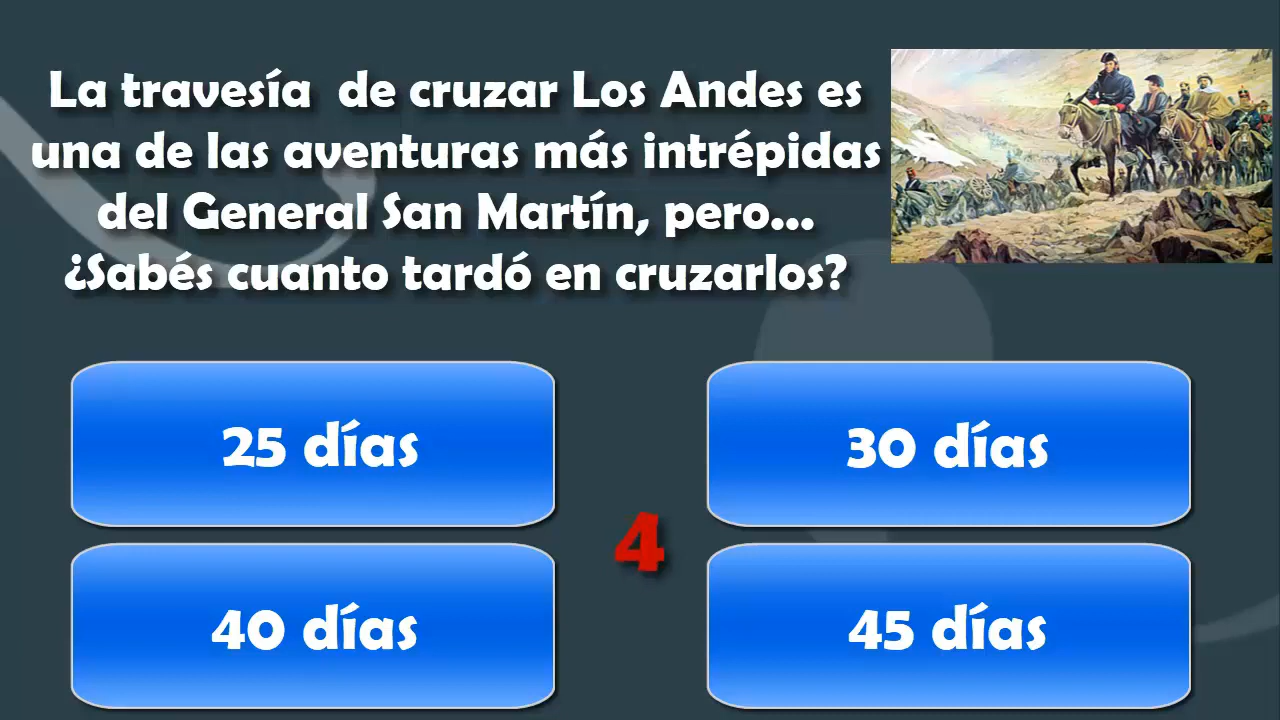 La travesía de cruzar Los Andes es
una de las aventuras más intrépidas
del General San Martín, pero...
¿Sabés cuanto tardó en cruzarlos?
25 días
30 días
4
40 días
45 días